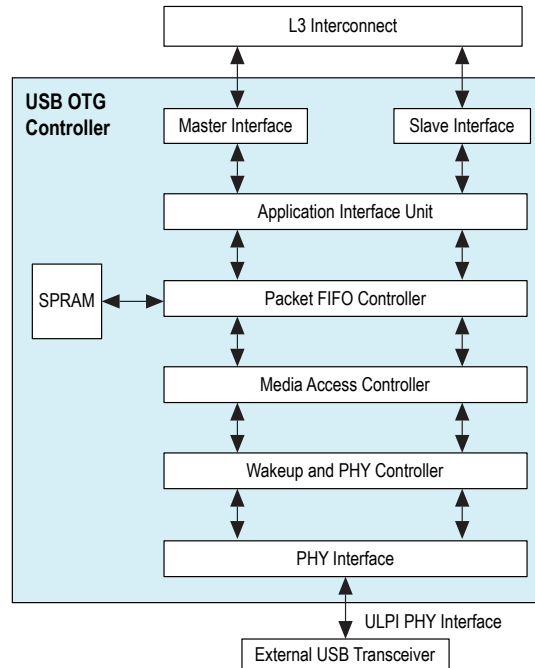 L3 Interconnect
USB OTG
Controller
Master Interface
Slave Interface
Application Interface Unit
SPRAM
Packet FIFO Controller
Media Access Controller
Wakeup and PHY Controller
PHY Interface
ULPI PHY Interface
External USB Transceiver